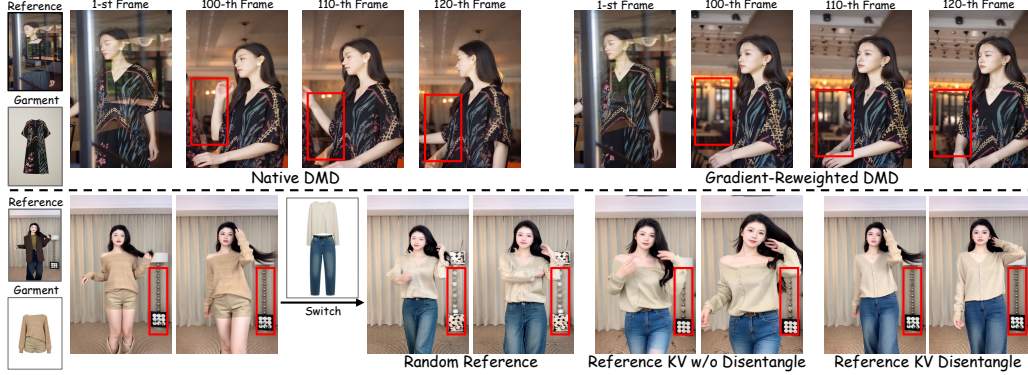 Reference
1-st Frame
100-th Frame
110-th Frame
120-th Frame
1-st Frame
100-th Frame
110-th Frame
120-th Frame
Garment
Native DMD
Gradient-Reweighted DMD
Reference
Garment
Switch
Random Reference
Reference KV w/o Disentangle
Reference KV Disentangle